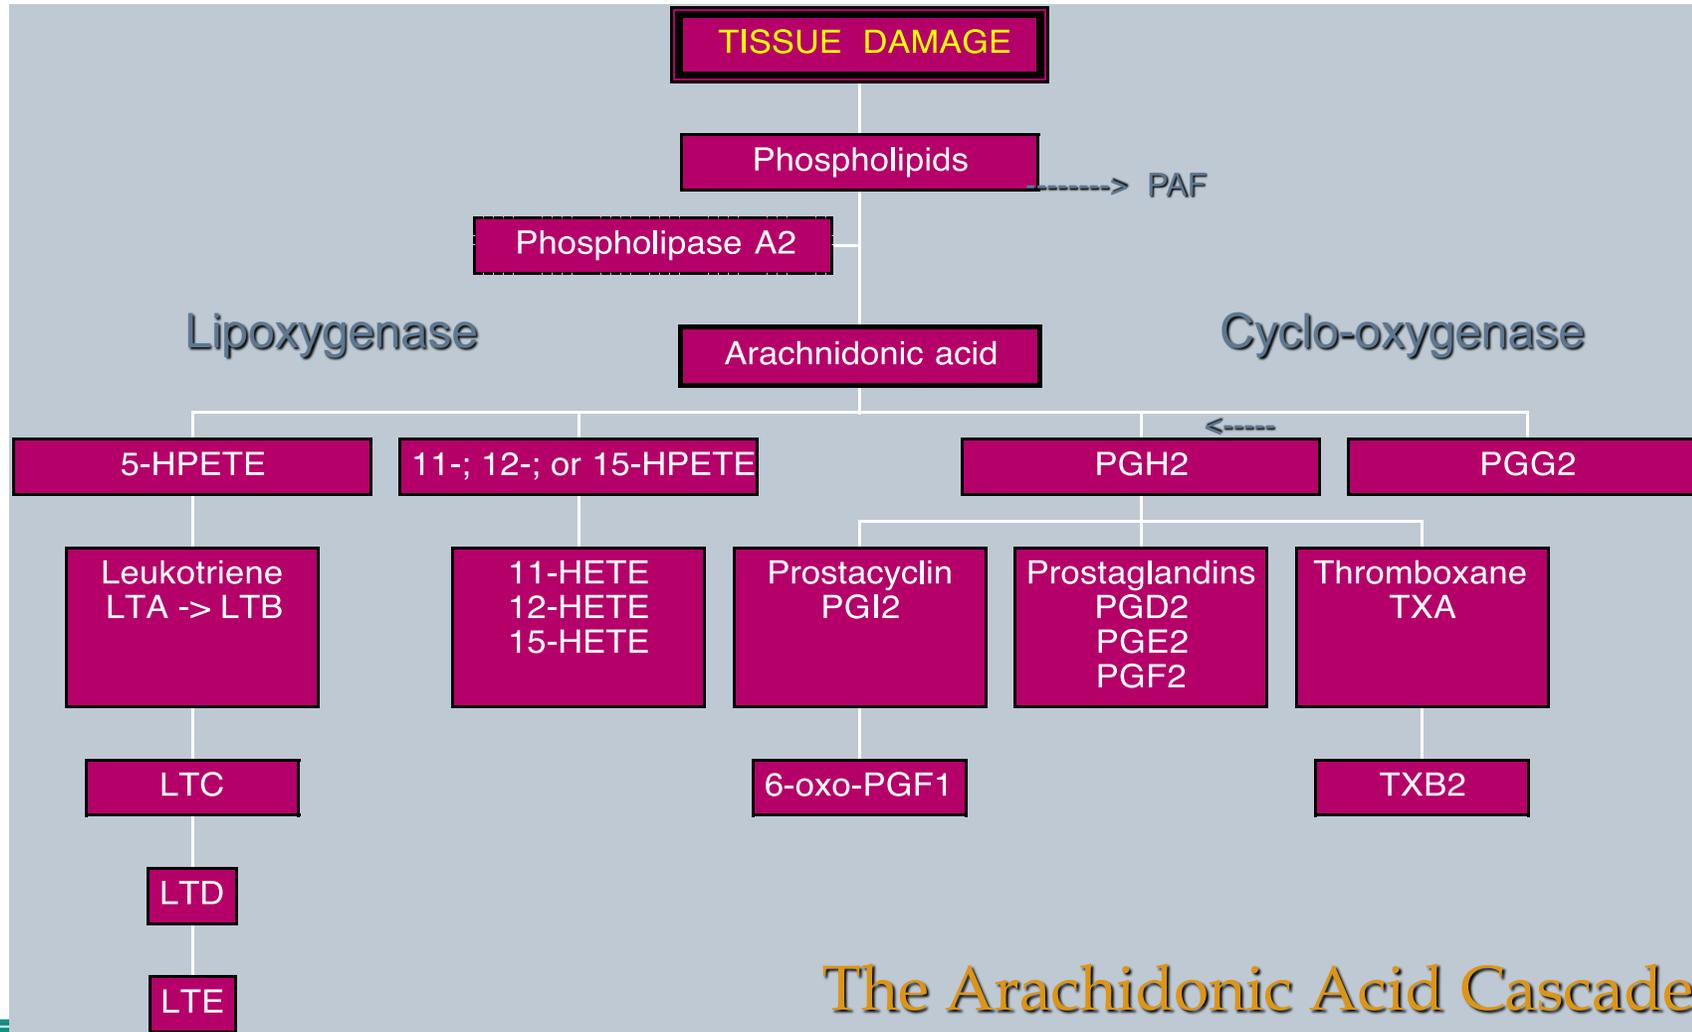 TISSUE DAMAGE
Phospholipids
--------> PAF
Phospholipase A2
Lipoxygenase
Cyclo-oxygenase
Arachnidonic acid
<-----
5-HPETE
11-; 12-; or 15-HPETE
PGH2
PGG2
Leukotriene
LTA -> LTB
11-HETE
12-HETE
15-HETE
Prostacyclin
PGI2
Prostaglandins
PGD2
PGE2
PGF2
Thromboxane
TXA
LTC
6-oxo-PGF1
TXB2
LTD
LTE
The Arachidonic Acid Cascade